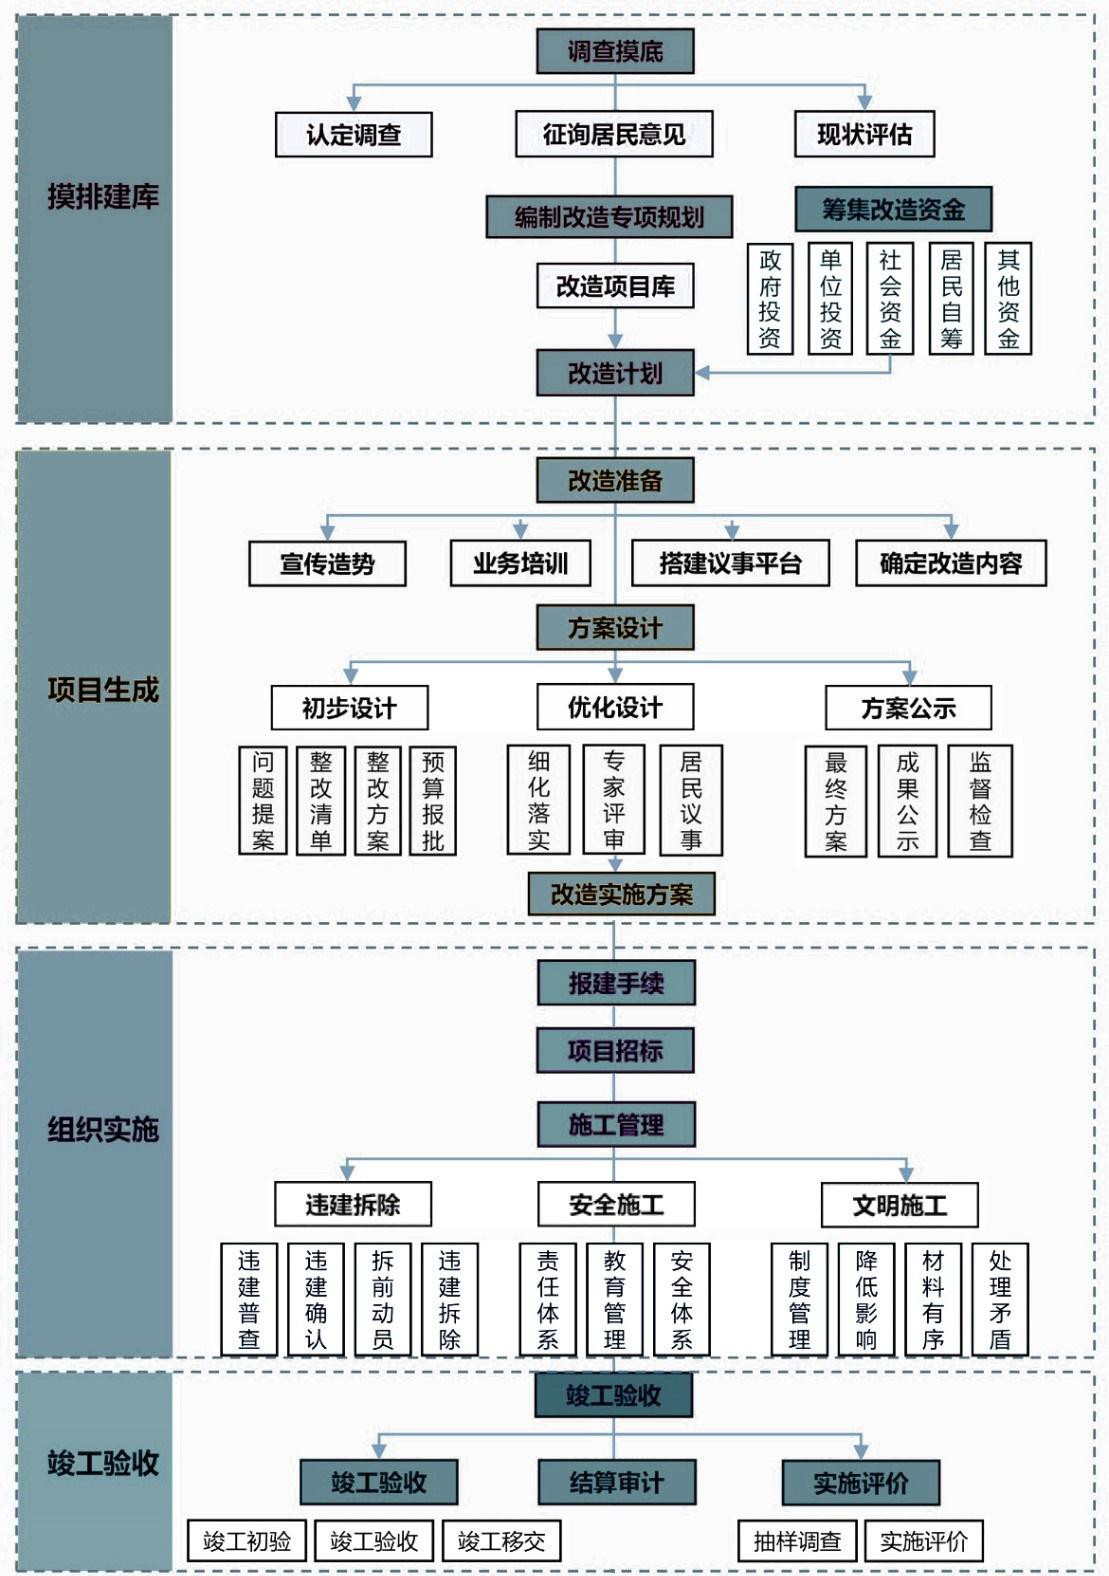 摸排建库
调查摸底
认定调查
征询居民意见
现状评估
编制改造专项规划
筹集改造资金
政府投资
单位投资
社会资金
居民自筹
其他资金
改造项目库
改造计划
项目生成
改造准备
宣传造势
业务培训
搭建议事平台
确定改造内容
方案设计
初步设计
优化设计
方案公示
问题提案
整改清单
整改方案
预算报批
细化落实
专家评审
居民议事
最终方案
成果公示
监督检查
改造实施方案
组织实施
报建手续
项目招标
施工管理
违建拆除
安全施工
文明施工
违建普查
违建确认
拆前动员
违建拆除
责任体系
教育管理
安全体系
制度管理
降低影响
材料有序
处理矛盾
竣工验收
竣工验收
竣工验收
结算审计
实施评价
竣工初验
竣工验收
竣工移交
抽样调查
实施评价